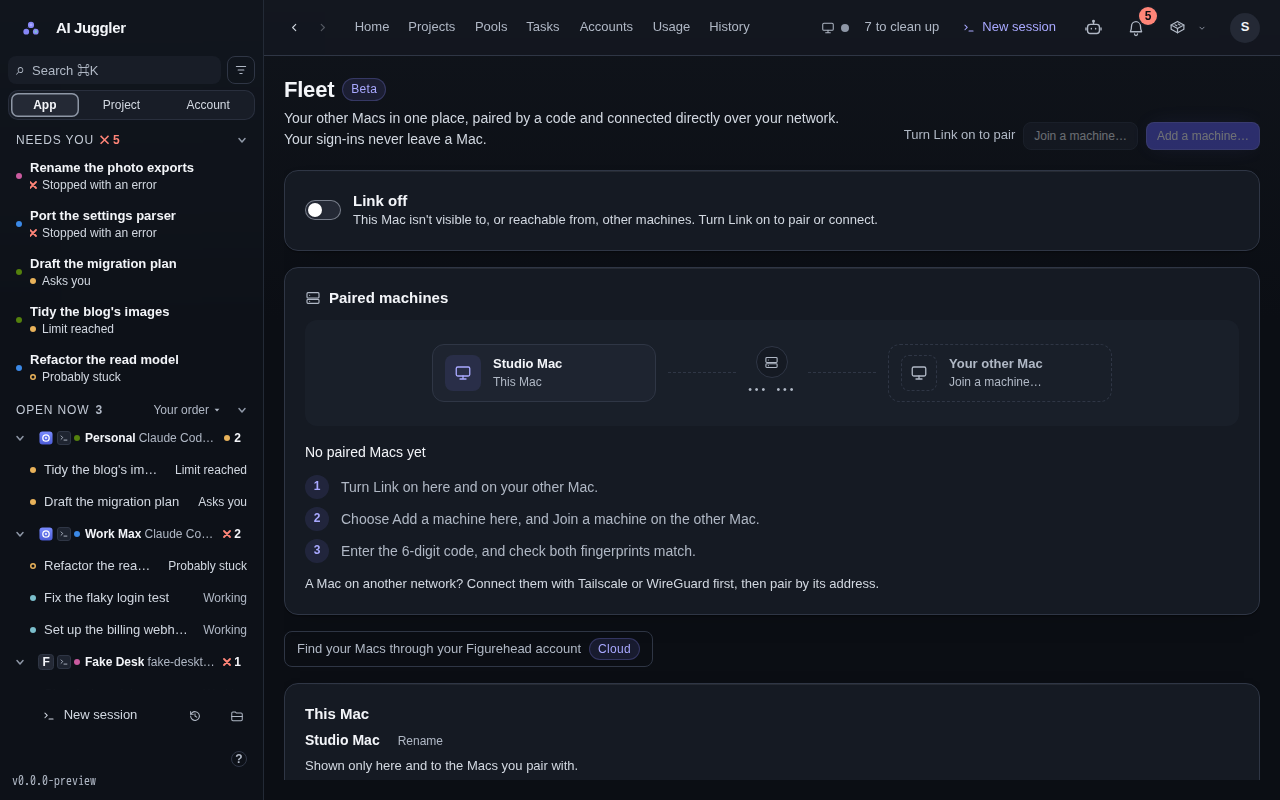 AI Juggler
Search ⌘K
App
Project
Account
NEEDS YOU 5
Rename the photo exports
Stopped with an error
Port the settings parser
Stopped with an error
Draft the migration plan
Asks you
Tidy the blog's images
Limit reached
Refactor the read model
Probably stuck
OPEN NOW 3 Your order
Personal Claude Cod… 2
Tidy the blog's im… Limit reached
Draft the migration plan Asks you
Work Max Claude Co… 2
Refactor the rea… Probably stuck
Fix the flaky login test Working
Set up the billing webh… Working
F Fake Desk fake-deskt… 1
New session
?
v0.0.0-preview
Home Projects Pools Tasks Accounts Usage History
7 to clean up
New session
5
S
Fleet Beta
Your other Macs in one place, paired by a code and connected directly over your network.
Your sign-ins never leave a Mac.
Turn Link on to pair
Join a machine…
Add a machine…
Link off
This Mac isn't visible to, or reachable from, other machines. Turn Link on to pair or connect.
Paired machines
Studio Mac
This Mac
••• •••
Your other Mac
Join a machine…
No paired Macs yet
1 Turn Link on here and on your other Mac.
2 Choose Add a machine here, and Join a machine on the other Mac.
3 Enter the 6-digit code, and check both fingerprints match.
A Mac on another network? Connect them with Tailscale or WireGuard first, then pair by its address.
Find your Macs through your Figurehead account Cloud
This Mac
Studio Mac Rename
Shown only here and to the Macs you pair with.